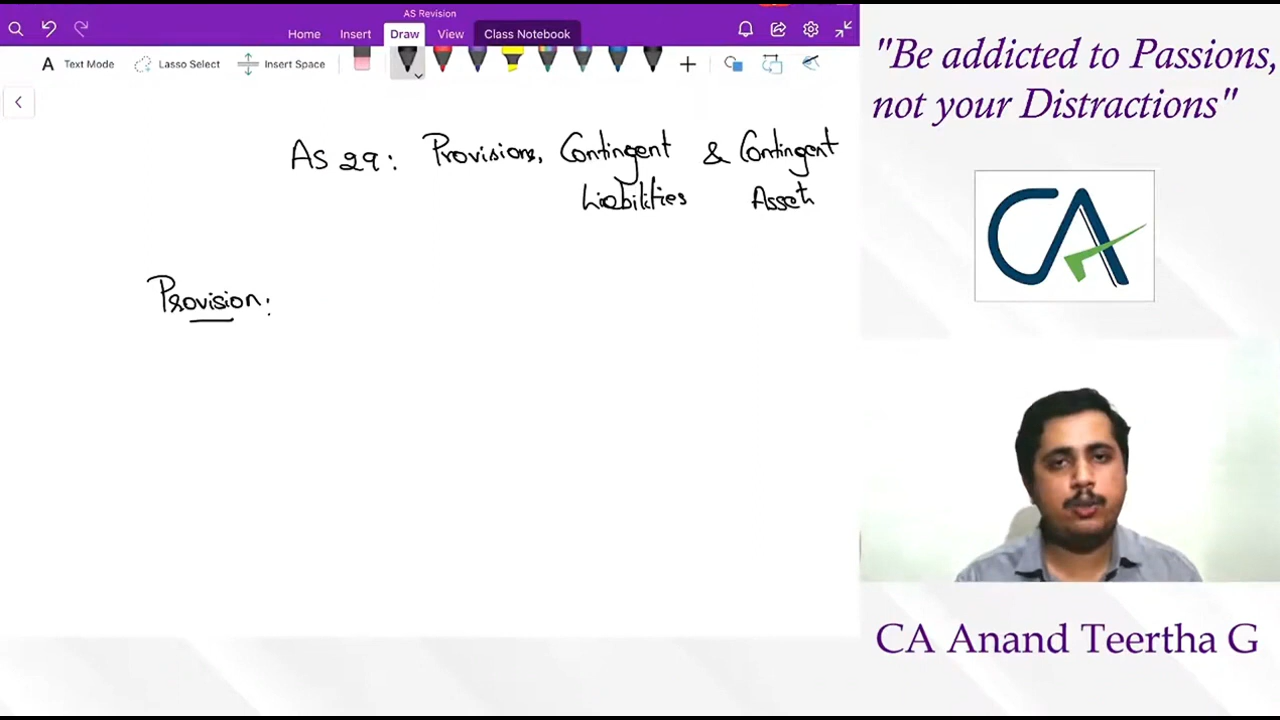 AS Revision
Home Insert Draw View Class Notebook
A Text Mode Lasso Select Insert Space
"Be addicted to Passions,
not your Distractions"
AS 29: Provisions, Contingent & Contingent
Liabilities Assets
CA
Provision:
CA Anand Teertha G